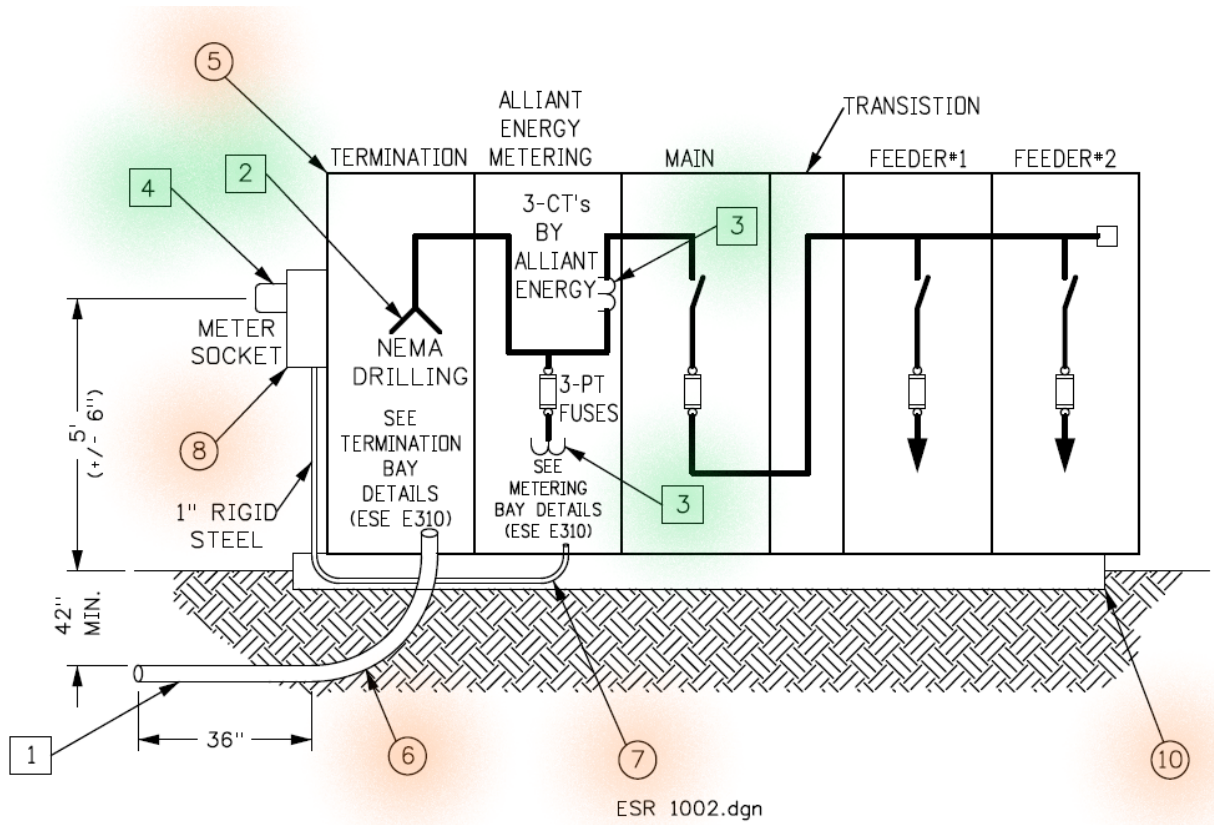 5
ALLIANT
ENERGY
METERING
TRANSISTION
TERMINATION
MAIN
FEEDER#1
FEEDER#2
4
2
3-CT's
BY
ALLIANT
ENERGY
3
METER
SOCKET
NEMA
DRILLING
3-PT
FUSES
8
SEE
TERMINATION
BAY
DETAILS
(ESE E310)
SEE
METERING
BAY DETAILS
(ESE E310)
3
5'
(+/- 6")
1" RIGID
STEEL
42"
MIN.
36"
1
6
7
10
ESR 1002.dgn